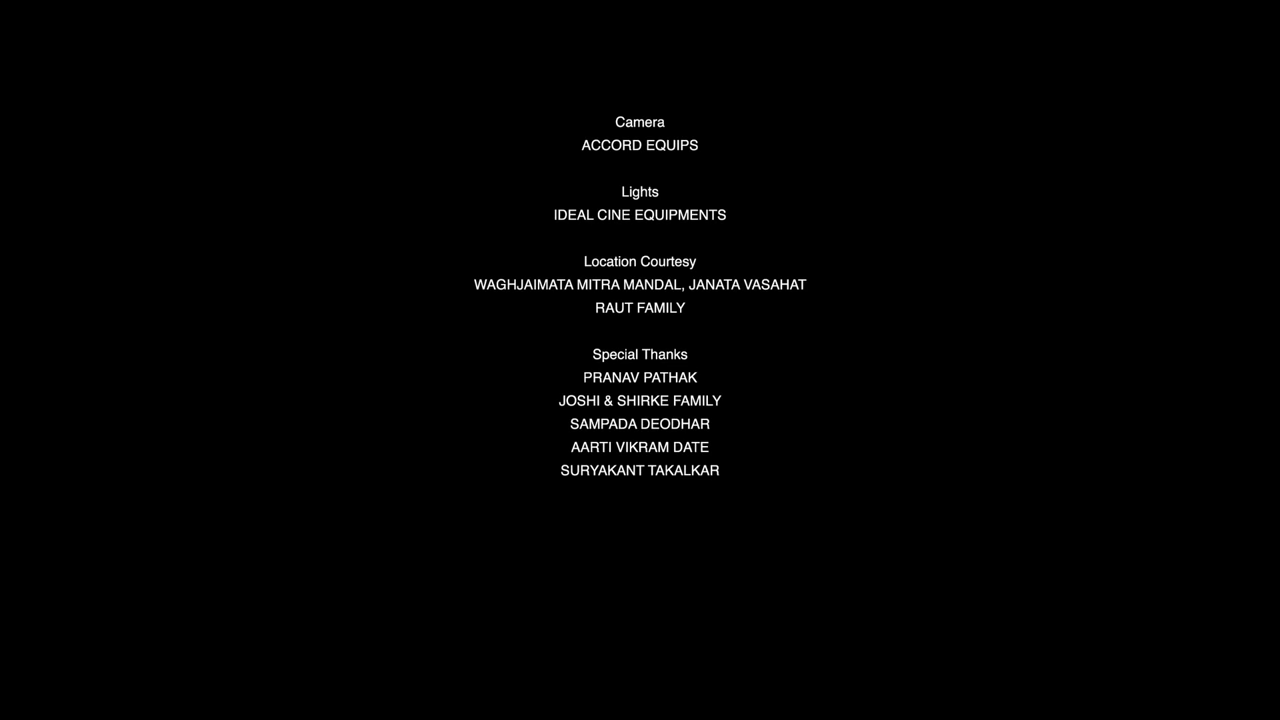 Camera
ACCORD EQUIPS
Lights
IDEAL CINE EQUIPMENTS
Location Courtesy
WAGHJAIMATA MITRA MANDAL, JANATA VASAHAT
RAUT FAMILY
Special Thanks
PRANAV PATHAK
JOSHI & SHIRKE FAMILY
SAMPADA DEODHAR
AARTI VIKRAM DATE
SURYAKANT TAKALKAR